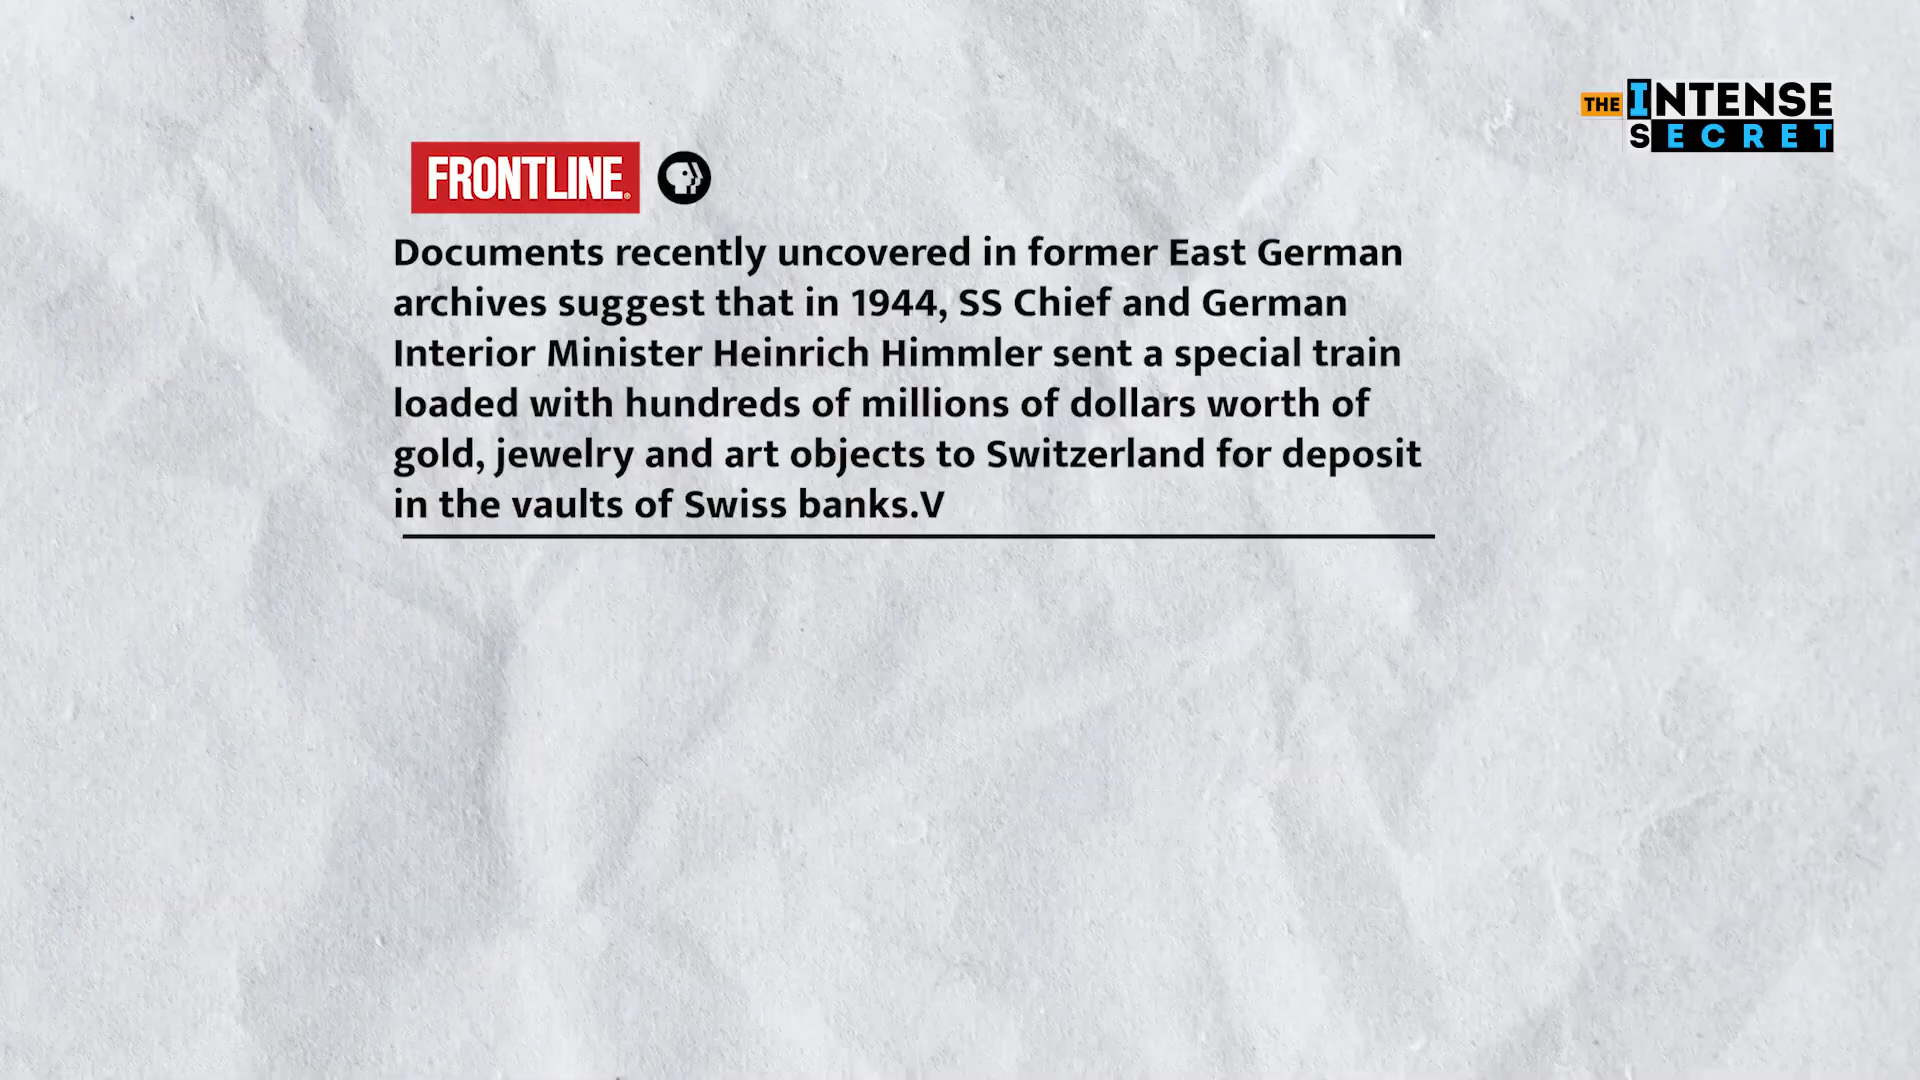 THE INTENSE
SECRET
FRONTLINE
Documents recently uncovered in former East German
archives suggest that in 1944, SS Chief and German
Interior Minister Heinrich Himmler sent a special train
loaded with hundreds of millions of dollars worth of
gold, jewelry and art objects to Switzerland for deposit
in the vaults of Swiss banks.V